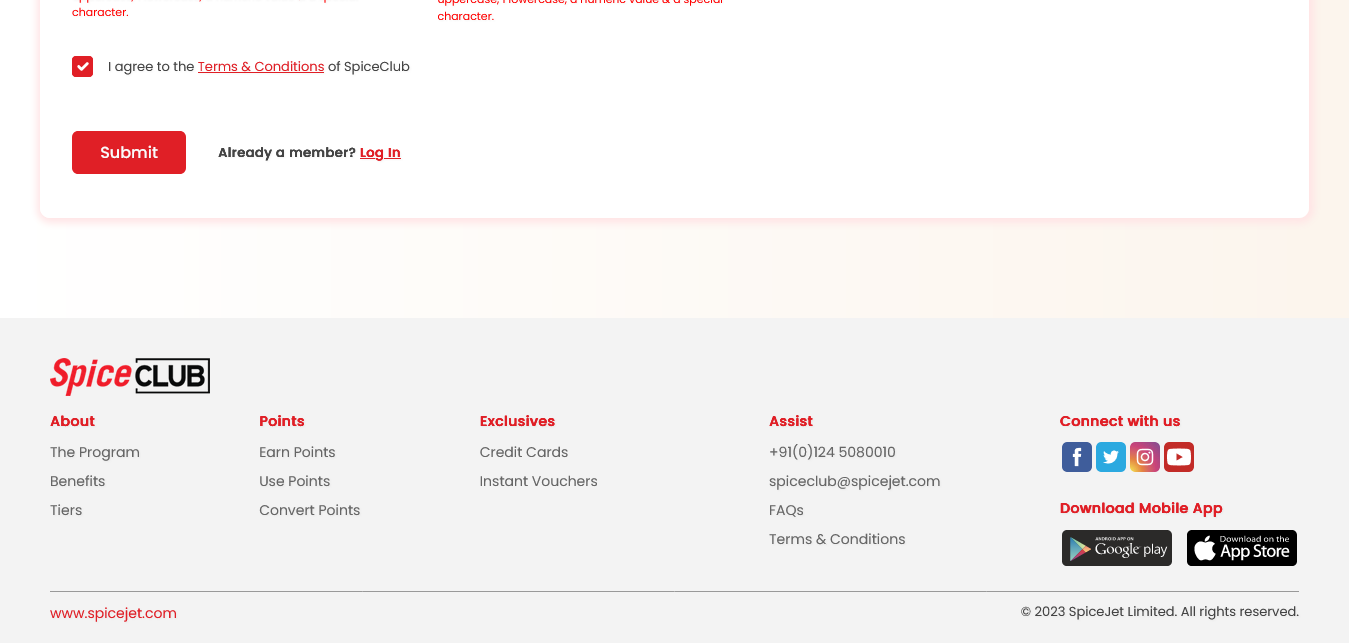 uppercase, 1 lowercase, a numeric value & a special
character.
character.
I agree to the Terms & Conditions of SpiceClub
Submit
Already a member? Log In
Spice CLUB
About
The Program
Benefits
Tiers
Points
Earn Points
Use Points
Convert Points
Exclusives
Credit Cards
Instant Vouchers
Assist
+91(0)124 5080010
spiceclub@spicejet.com
FAQs
Terms & Conditions
Connect with us
Download Mobile App
ANDROID APP ON
Google play
Download on the
App Store
www.spicejet.com
© 2023 SpiceJet Limited. All rights reserved.